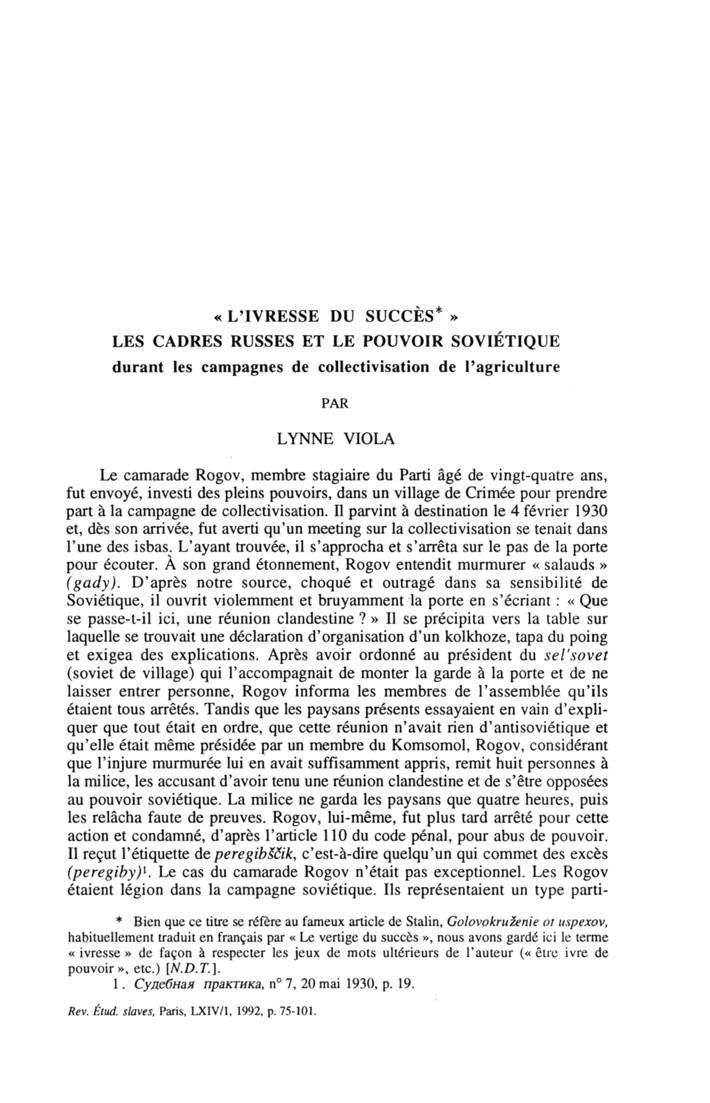 « L’IVRESSE DU SUCCÈS* »
LES CADRES RUSSES ET LE POUVOIR SOVIÉTIQUE
durant les campagnes de collectivisation de l’agriculture
PAR
LYNNE VIOLA
Le camarade Rogov, membre stagiaire du Parti âgé de vingt-quatre ans,
fut envoyé, investi des pleins pouvoirs, dans un village de Crimée pour prendre
part à la campagne de collectivisation. Il parvint à destination le 4 février 1930
et, dès son arrivée, fut averti qu’un meeting sur la collectivisation se tenait dans
l’une des isbas. L’ayant trouvée, il s’approcha et s’arrêta sur le pas de la porte
pour écouter. À son grand étonnement, Rogov entendit murmurer « salauds »
(gady). D’après notre source, choqué et outragé dans sa sensibilité de
Soviétique, il ouvrit violemment et bruyamment la porte en s’écriant : « Que
se passe-t-il ici, une réunion clandestine ? » Il se précipita vers la table sur
laquelle se trouvait une déclaration d’organisation d’un kolkhoze, tapa du poing
et exigea des explications. Après avoir ordonné au président du sel’sovet
(soviet de village) qui l’accompagnait de monter la garde à la porte et de ne
laisser entrer personne, Rogov informa les membres de l’assemblée qu’ils
étaient tous arrêtés. Tandis que les paysans présents essayaient en vain d’expli-
quer que tout était en ordre, que cette réunion n’avait rien d’antisoviétique et
qu’elle était même présidée par un membre du Komsomol, Rogov, considérant
que l’injure murmurée lui en avait suffisamment appris, remit huit personnes à
la milice, les accusant d’avoir tenu une réunion clandestine et de s’être opposées
au pouvoir soviétique. La milice ne garda les paysans que quatre heures, puis
les relâcha faute de preuves. Rogov, lui-même, fut plus tard arrêté pour cette
action et condamné, d’après l’article 110 du code pénal, pour abus de pouvoir.
Il reçut l’étiquette de peregibščik, c’est-à-dire quelqu’un qui commet des excès
(peregiby)¹. Le cas du camarade Rogov n’était pas exceptionnel. Les Rogov
étaient légion dans la campagne soviétique. Ils représentaient un type parti-
* Bien que ce titre se réfère au fameux article de Stalin, Golovokruženie ot uspexov,
habituellement traduit en français par « Le vertige du succès », nous avons gardé ici le terme
« ivresse » de façon à respecter les jeux de mots ultérieurs de l’auteur (« être ivre de
pouvoir », etc.) [N.D.T.].
1. Судебная практика, n° 7, 20 mai 1930, p. 19.
Rev. Étud. slaves, Paris, LXIV/1, 1992, p. 75-101.